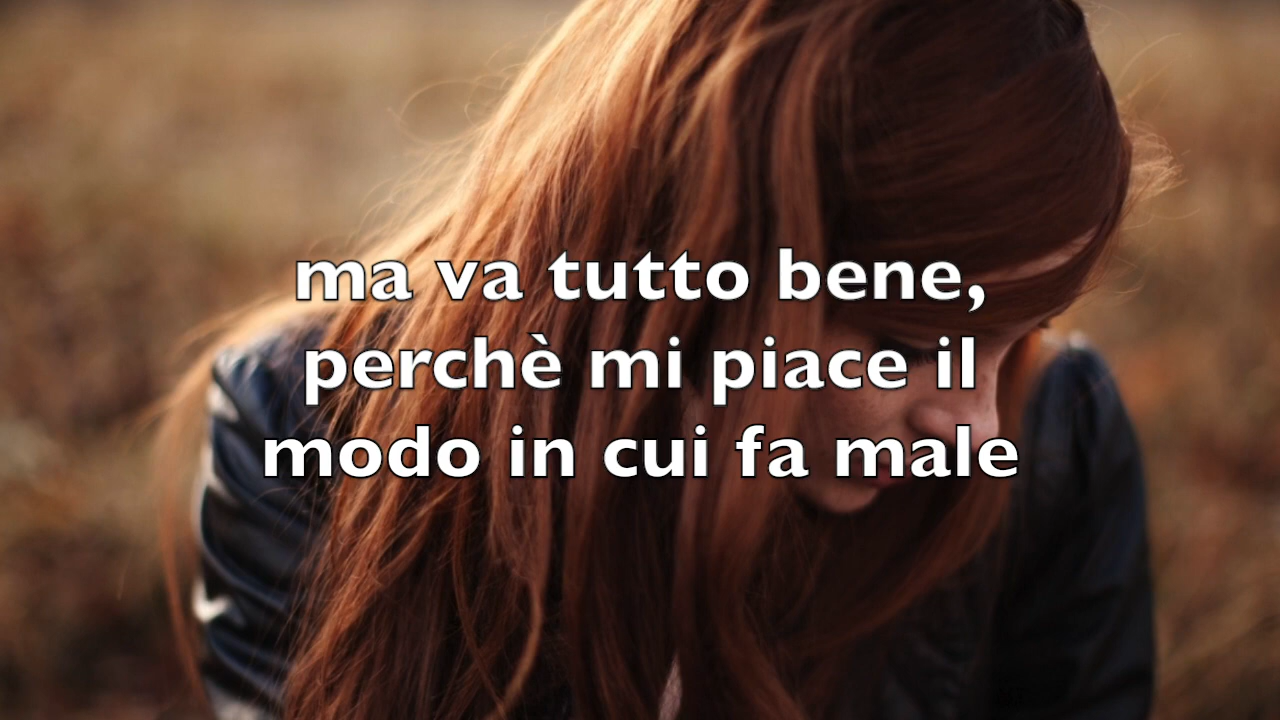 ma va tutto bene,
perchè mi piace il
modo in cui fa male